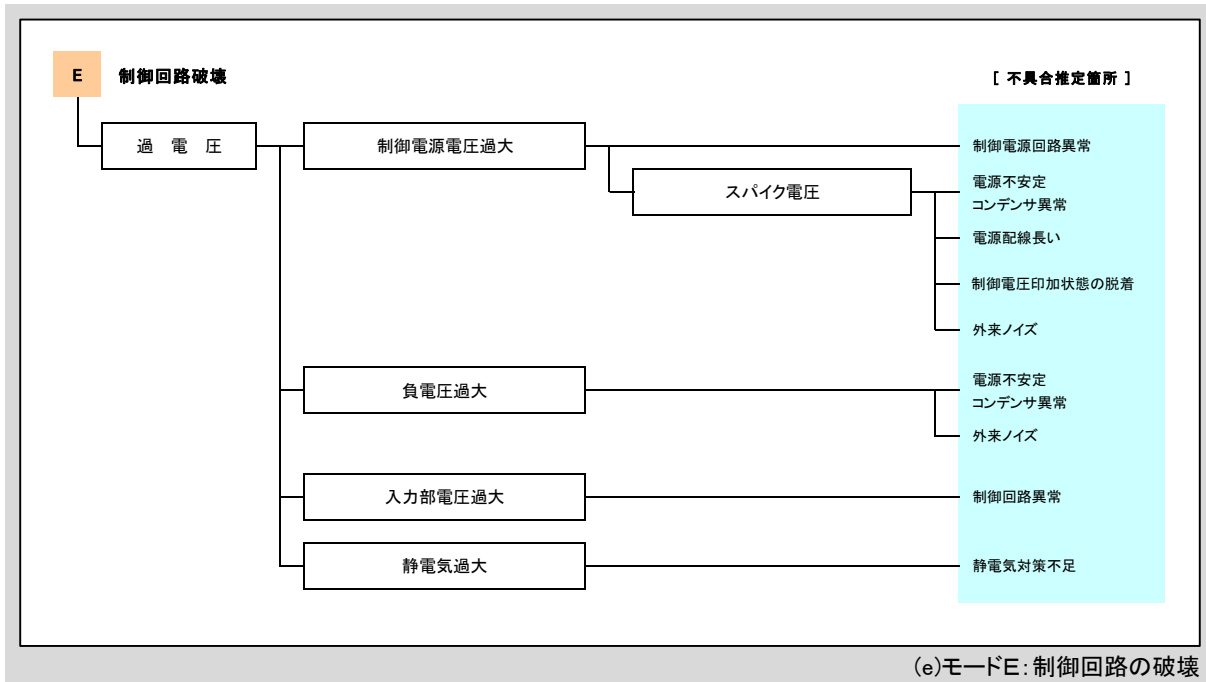 E 制御回路破壊
[ 不具合推定箇所 ]
過 電 圧
制御電源電圧過大
制御電源回路異常
スパイク電圧
電源不安定
コンデンサ異常
電源配線長い
制御電圧印加状態の脱着
外来ノイズ
負電圧過大
電源不安定
コンデンサ異常
外来ノイズ
入力部電圧過大
制御回路異常
静電気過大
静電気対策不足
(e)モードE:制御回路の破壊